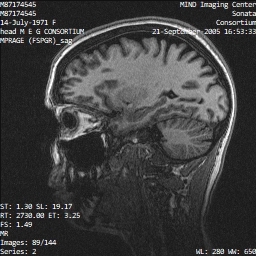 M87174545
M87174545
14-July-1971 F
head M E G CONSORTIUM
MPRAGE (FSPGR)_sag
MIND Imaging Center
Sonata
Consortium
21-September-2005 16:53:33
ST: 1.30 SL: 19.17
RT: 2730.00 ET: 3.25
FS: 1.49
MR
Images: 89/144
Series: 2
WL: 280 WW: 650